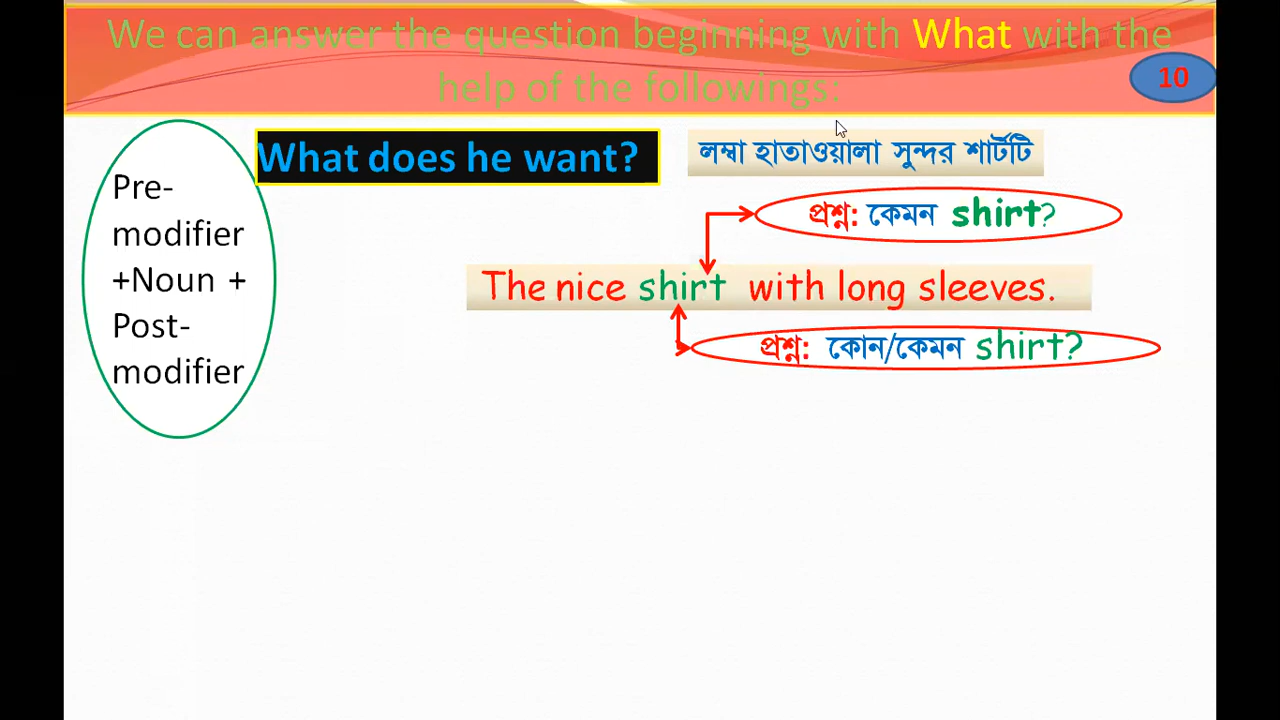 We can answer the question beginning with What with the
help of the followings:
10
Pre-
modifier
+Noun +
Post-
modifier
What does he want?
লম্বা হাতাওয়ালা সুন্দর শার্টটি
প্রশ্ন: কেমন shirt?
The nice shirt with long sleeves.
প্রশ্ন: কোন/কেমন shirt?